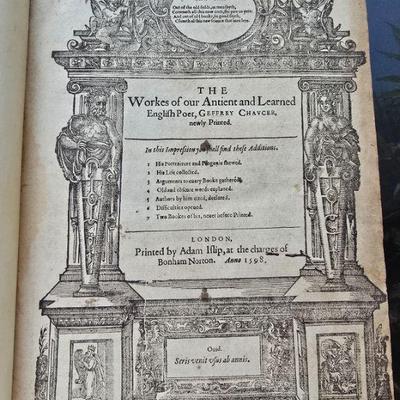 Out of the old fields, as men saith,
Commeth all this new corn, fro yere to yere
And out of old bookes, in good faith,
Cometh all this new science that men lere.
THE
Workes of our Antient and Learned
English Poet, GEFFREY CHAVCER,
newly Printed.
In this Impression you shall find these Additions.
1 His Portraiture and Progenie shewed.
2 His Life collected.
3 Arguments to euery Booke gathered.
4 Old and obscure words explaned.
5 Authors by him cited, declared.
6 Difficulties opened.
7 Two Bookes of his, neuer before Printed.
LONDON,
Printed by Adam Islip, at the charges of
Bonham Norton. Anno 1598.
Ouid.
Seris venit vsus ab annis.